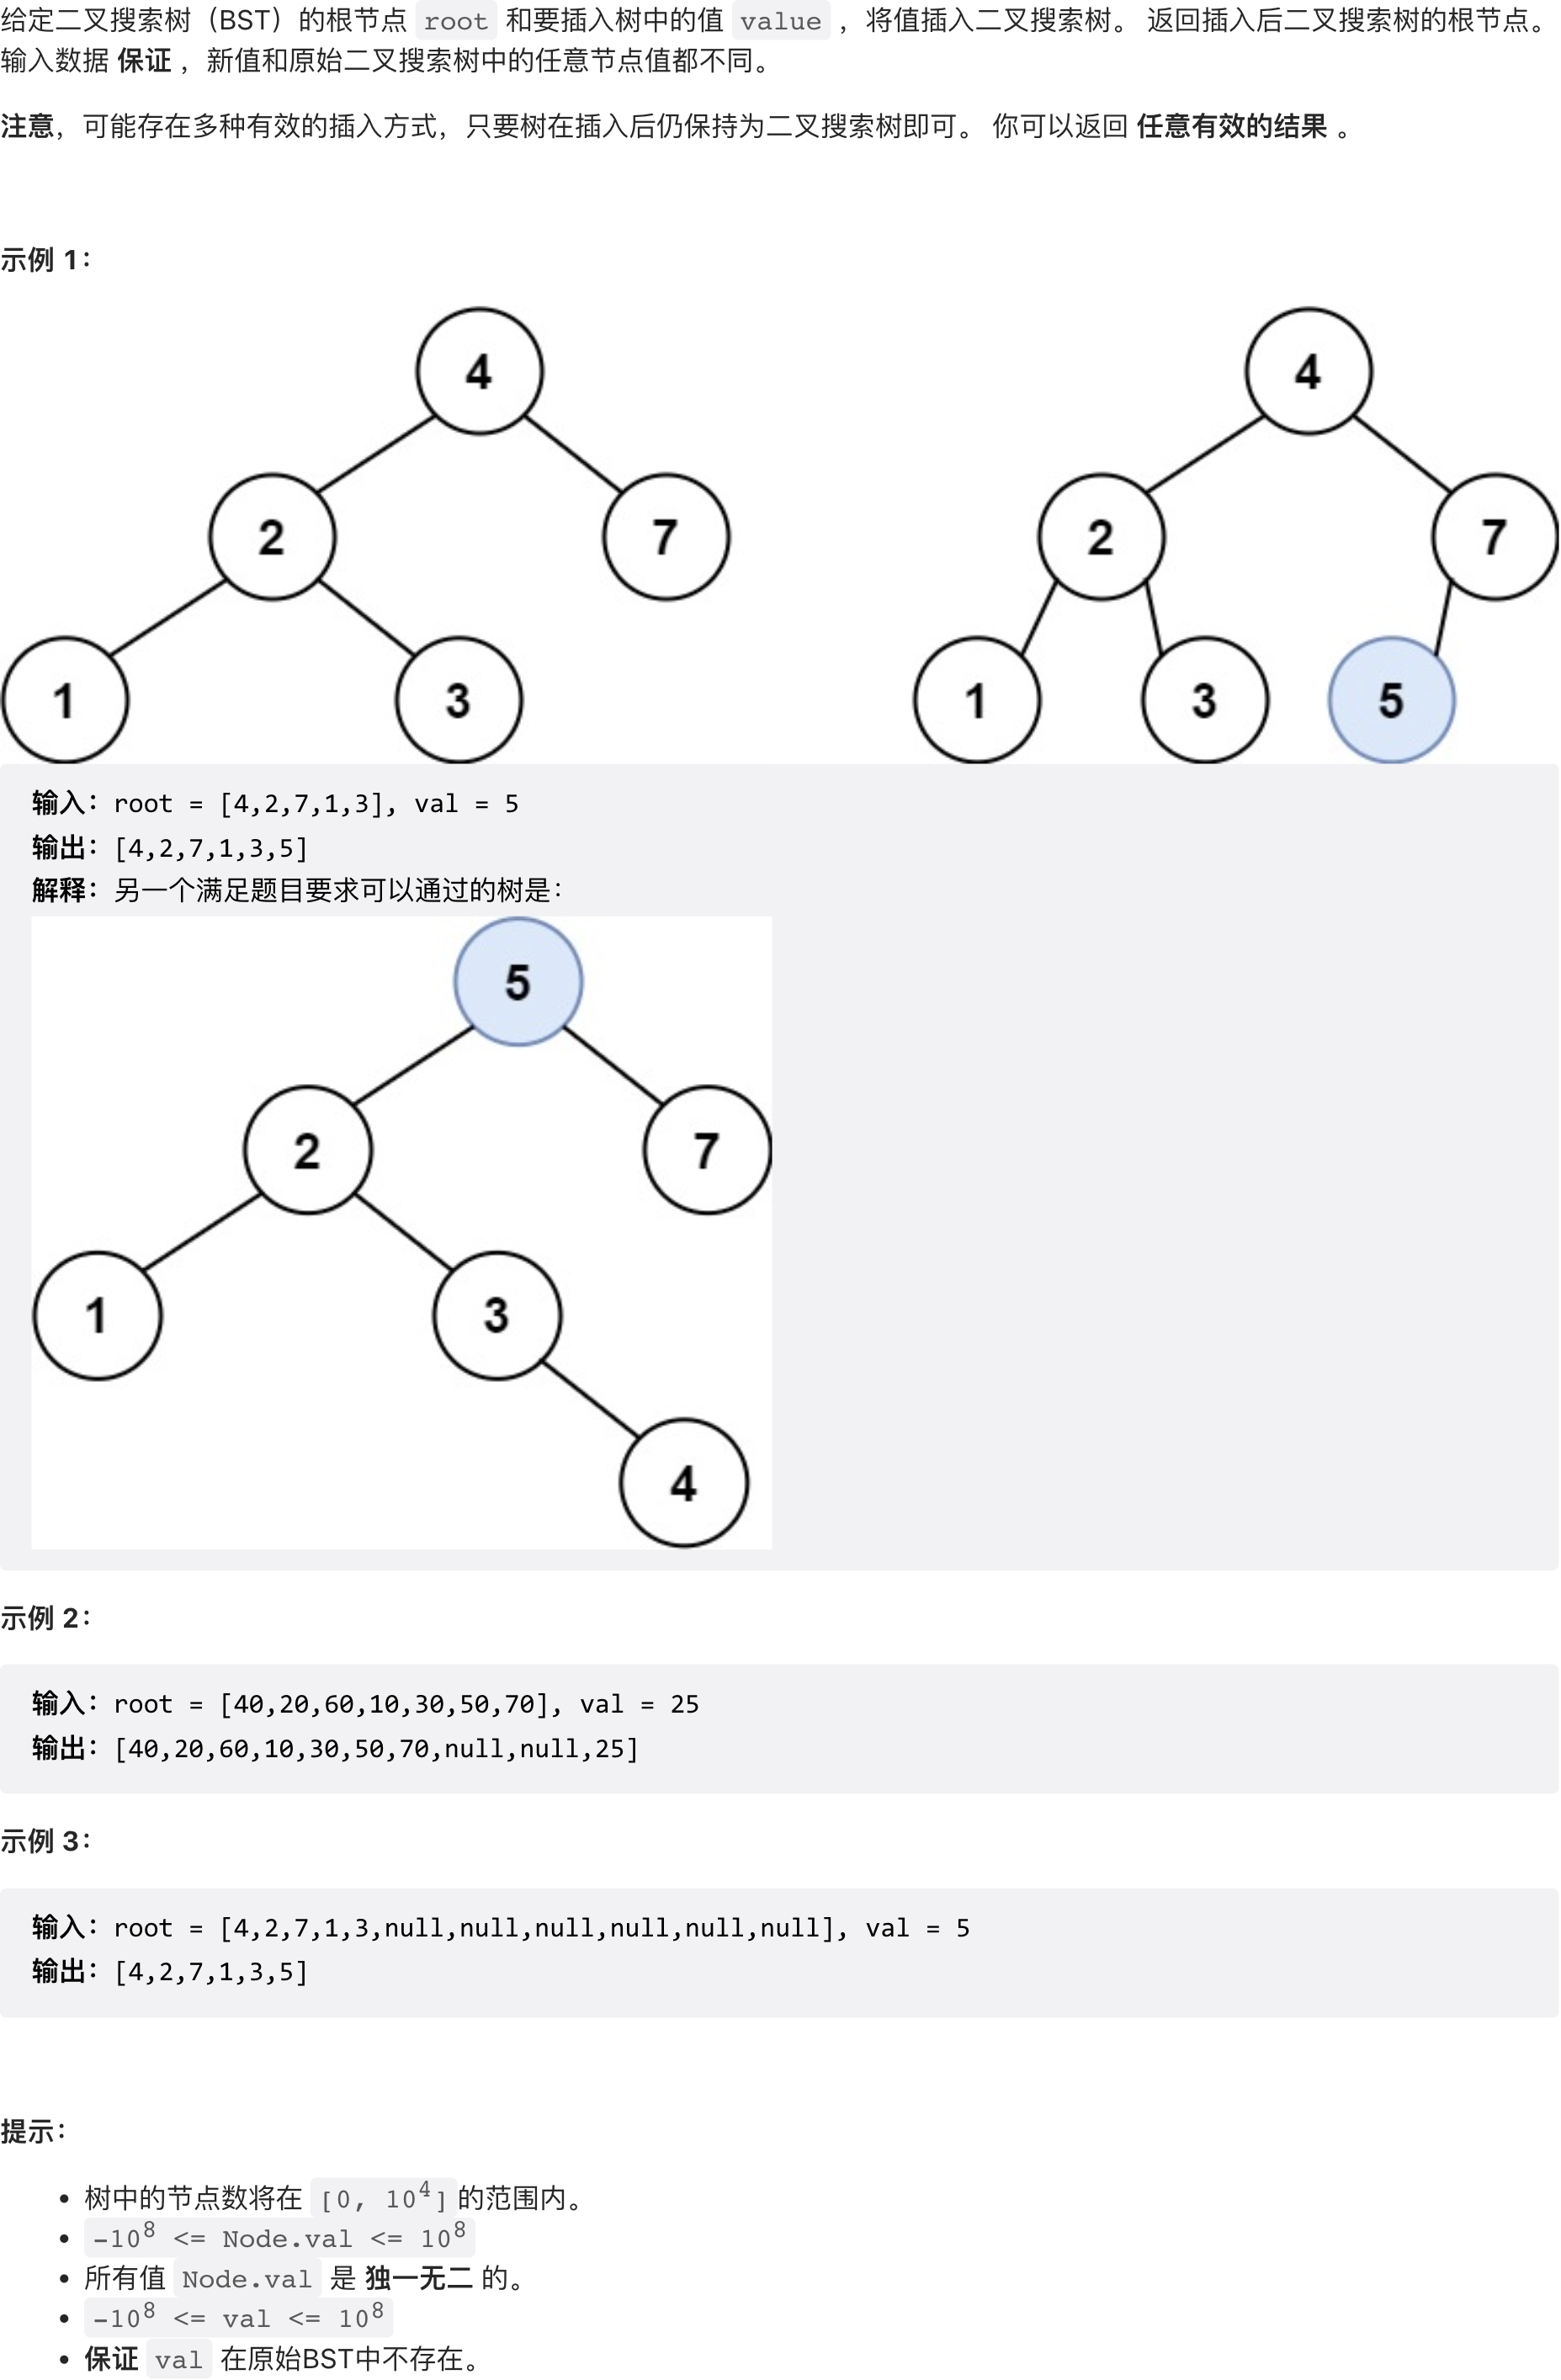 给定二叉搜索树（BST）的根节点 root 和要插入树中的值 value ，将值插入二叉搜索树。 返回插入后二叉搜索树的根节点。
输入数据 保证 ，新值和原始二叉搜索树中的任意节点值都不同。
注意，可能存在多种有效的插入方式，只要树在插入后仍保持为二叉搜索树即可。 你可以返回 任意有效的结果 。
示例 1：
4 4
2 7 2 7
1 3 1 3 5
输入：root = [4,2,7,1,3], val = 5
输出：[4,2,7,1,3,5]
解释：另一个满足题目要求可以通过的树是：
5
2 7
1 3
4
示例 2：
输入：root = [40,20,60,10,30,50,70], val = 25
输出：[40,20,60,10,30,50,70,null,null,25]
示例 3：
输入：root = [4,2,7,1,3,null,null,null,null,null,null], val = 5
输出：[4,2,7,1,3,5]
提示：
• 树中的节点数将在 [0, 10⁴]的范围内。
• -10⁸ <= Node.val <= 10⁸
• 所有值 Node.val 是 独一无二 的。
• -10⁸ <= val <= 10⁸
• 保证 val 在原始BST中不存在。